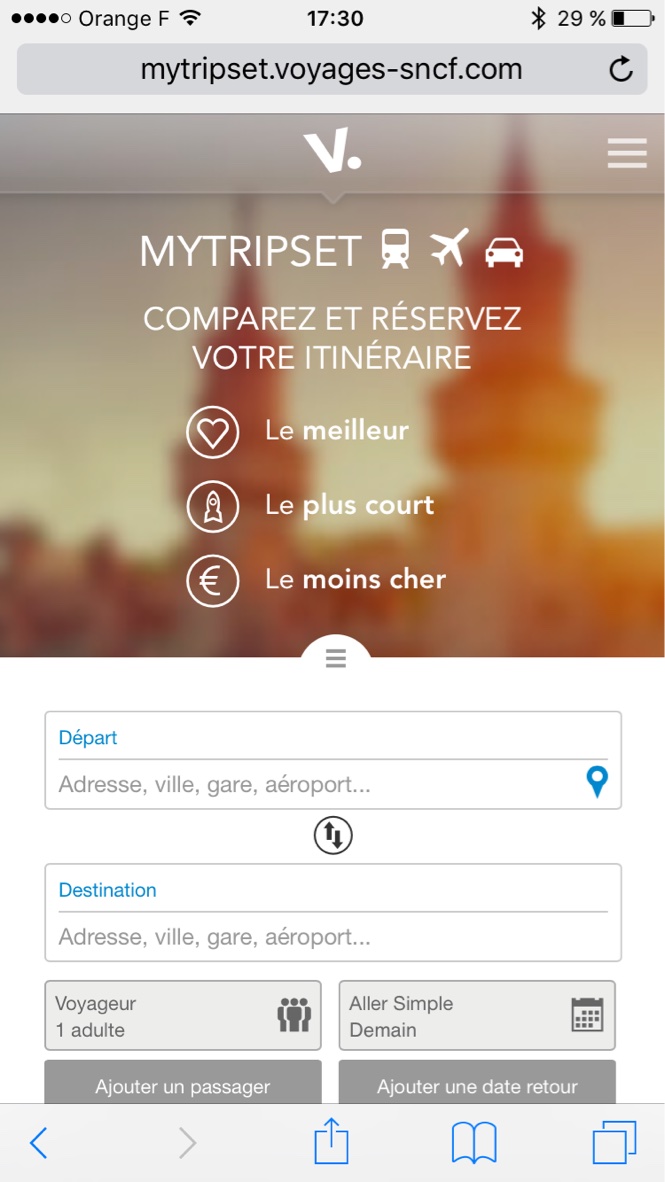 Orange F 17:30 29 %
mytripset.voyages-sncf.com
V.
MYTRIPSET
COMPAREZ ET RÉSERVEZ
VOTRE ITINÉRAIRE
Le meilleur
Le plus court
€ Le moins cher
Départ
Adresse, ville, gare, aéroport...
Destination
Adresse, ville, gare, aéroport...
Voyageur
1 adulte
Aller Simple
Demain
Ajouter un passager
Ajouter une date retour